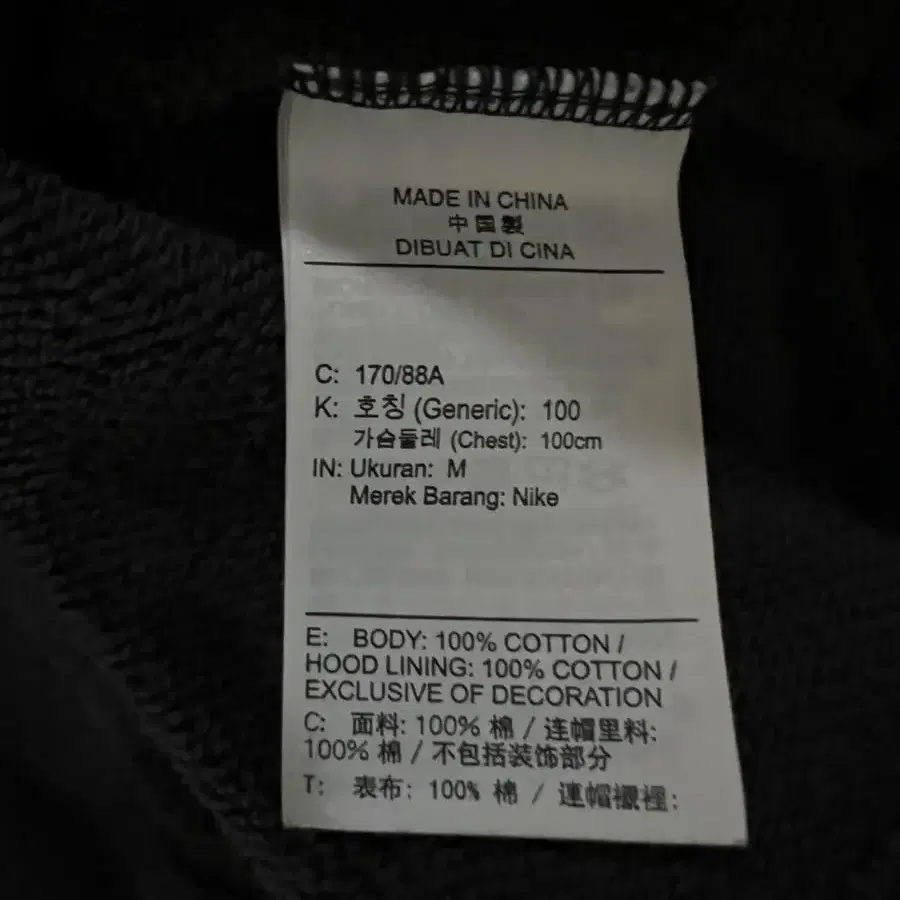 MADE IN CHINA
中国製
DIBUAT DI CINA
C: 170/88A
K: 호칭 (Generic): 100
가슴둘레 (Chest): 100cm
IN: Ukuran: M
Merek Barang: Nike
E: BODY: 100% COTTON /
HOOD LINING: 100% COTTON /
EXCLUSIVE OF DECORATION
C: 面料: 100% 棉 / 连帽里料:
100% 棉 / 不包括装饰部分
T: 表布: 100% 棉 / 連帽襯裡: